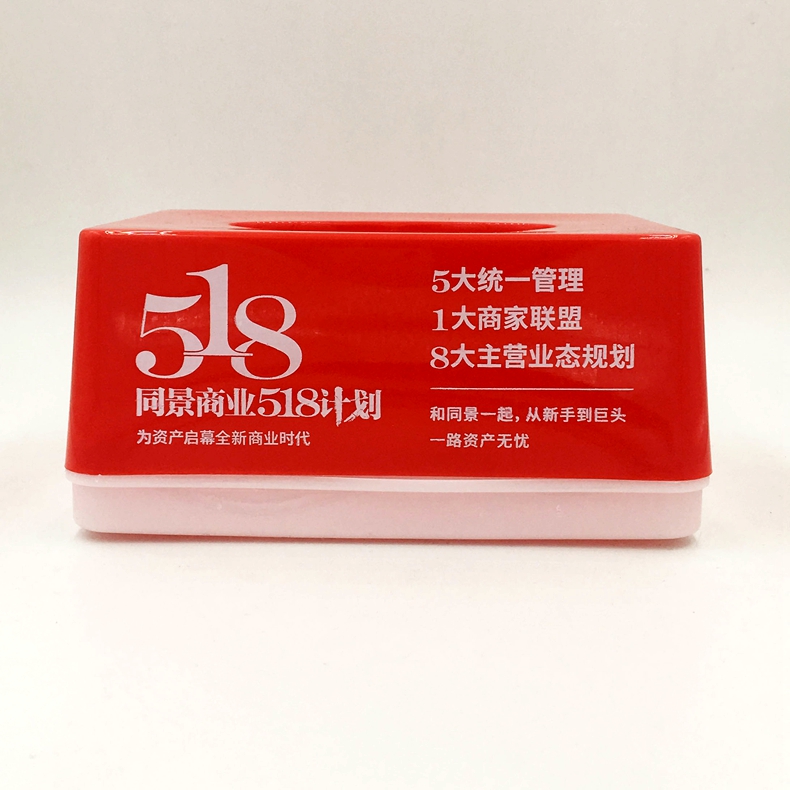 518
同景商业518计划
为资产启幕全新商业时代
5大统一管理
1大商家联盟
8大主营业态规划
和同景一起，从新手到巨头
一路资产无忧